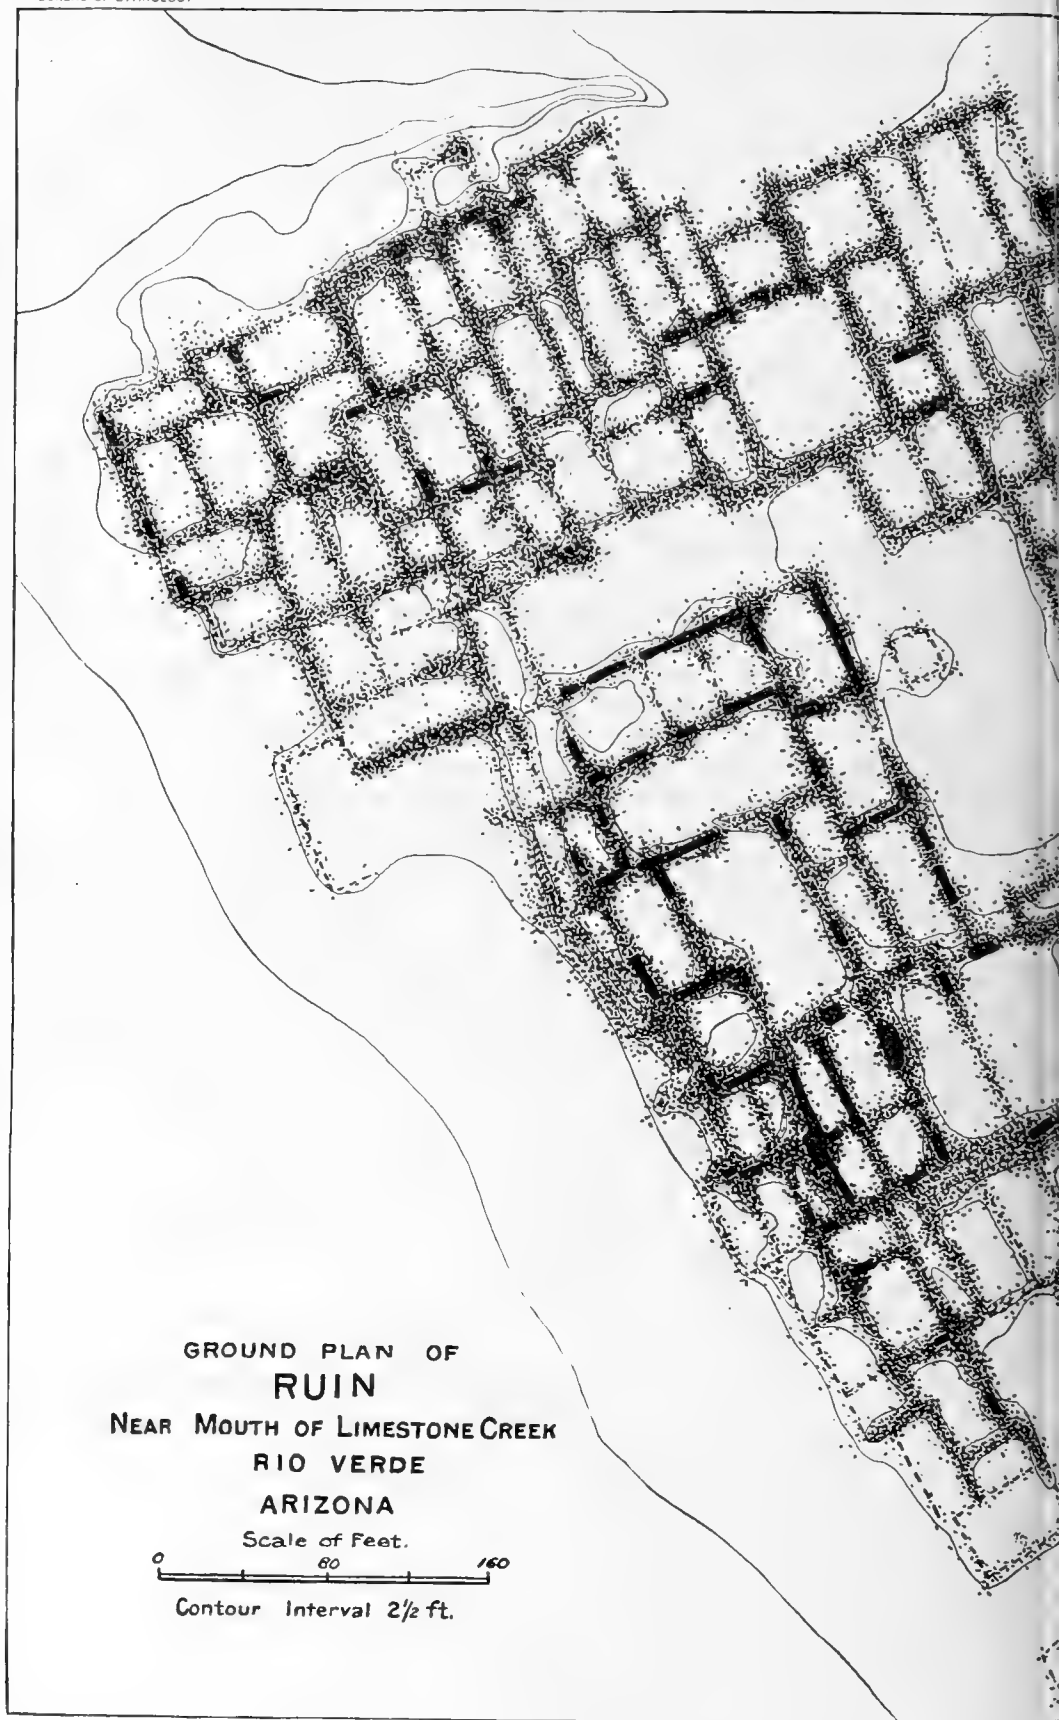 GROUND PLAN OF
RUIN
NEAR MOUTH OF LIMESTONE CREEK
RIO VERDE
ARIZONA
Scale of Feet.
0 80 160
Contour Interval 2½ ft.